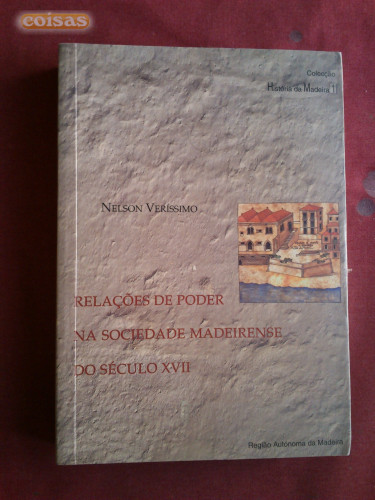 coisas
Colecção
História da Madeira 11
NELSON VERÍSSIMO
RELAÇÕES DE PODER
NA SOCIEDADE MADEIRENSE
DO SÉCULO XVII
Região Autónoma da Madeira